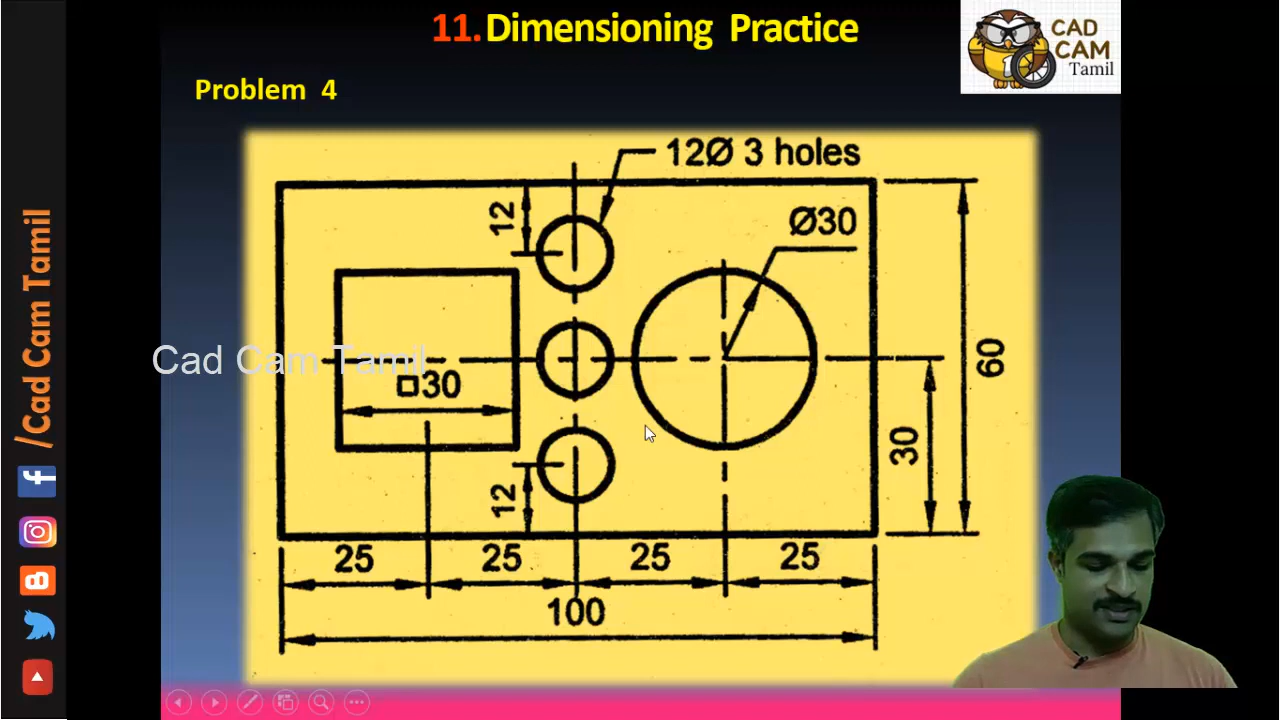 11. Dimensioning Practice
CAD
CAM
Tamil
Problem 4
12Ø 3 holes
12
Ø30
Cad Cam Tamil
□30
60
30
12
25 25 25 25
100
/Cad Cam Tamil